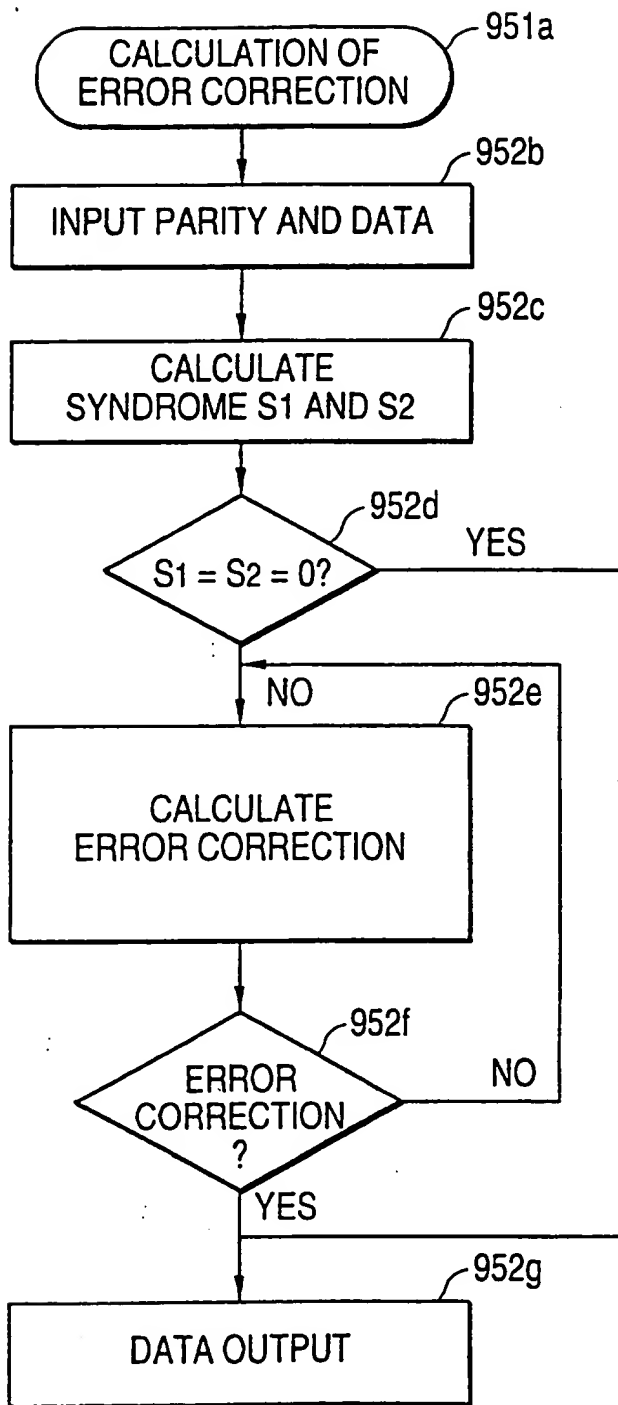 951a
CALCULATION OF
ERROR CORRECTION
952b
INPUT PARITY AND DATA
952c
CALCULATE
SYNDROME S1 AND S2
952d
YES
S1 = S2 = 0?
NO
952e
CALCULATE
ERROR CORRECTION
952f
ERROR
CORRECTION
?
NO
YES
952g
DATA OUTPUT